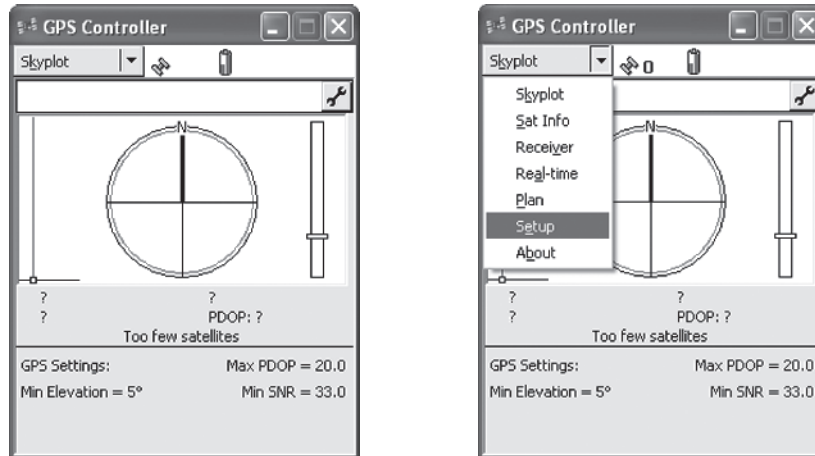 GPS Controller
Skyplot
N
? ?
? PDOP: ?
Too few satellites
GPS Settings: Max PDOP = 20.0
Min Elevation = 5° Min SNR = 33.0
GPS Controller
Skyplot 0
Skyplot
Sat Info
Receiver
Real-time
Plan
Setup
About
N
? ?
? PDOP: ?
Too few satellites
GPS Settings: Max PDOP = 20.0
Min Elevation = 5° Min SNR = 33.0